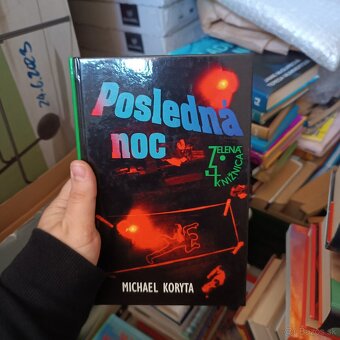 Posledná
noc
ZELENÁ
KNIŽNICA
MICHAEL KORYTA
24.6.2023